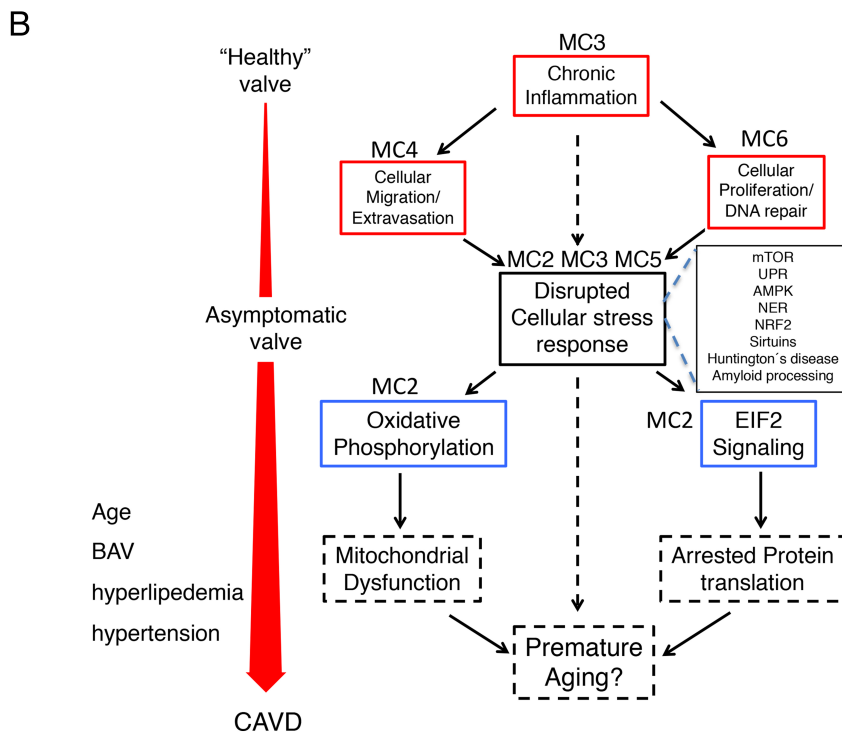 B
“Healthy”
valve
Asymptomatic
valve
Age
BAV
hyperlipedemia
hypertension
CAVD
MC3
Chronic
Inflammation
MC4
Cellular
Migration/
Extravasation
MC6
Cellular
Proliferation/
DNA repair
MC2 MC3 MC5
Disrupted
Cellular stress
response
mTOR
UPR
AMPK
NER
NRF2
Sirtuins
Huntington´s disease
Amyloid processing
MC2
Oxidative
Phosphorylation
MC2
EIF2
Signaling
Mitochondrial
Dysfunction
Arrested Protein
translation
Premature
Aging?